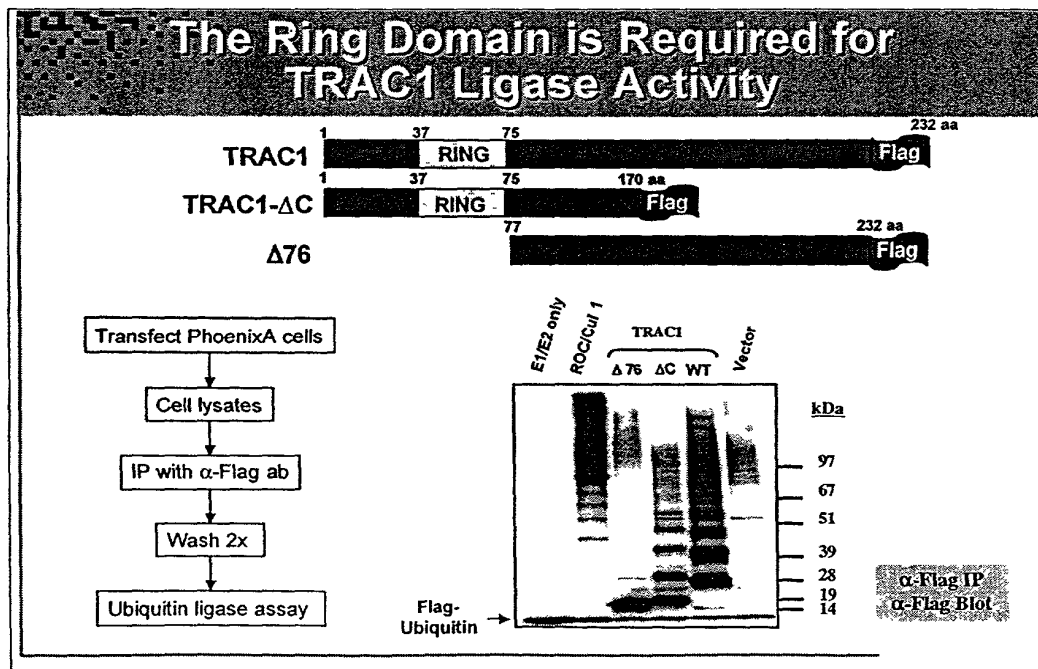 The Ring Domain is Required for
TRAC1 Ligase Activity
1 37 75 232 aa
TRAC1 RING Flag
1 37 75 170 aa
TRAC1-ΔC RING Flag
77 232 aa
Δ76 Flag
Transfect PhoenixA cells
Cell lysates
IP with α-Flag ab
Wash 2x
Ubiquitin ligase assay
E1/E2 only
ROC/Cul 1
TRAC1
Δ 76 ΔC WT
Vector
kDa
97
67
51
39
28
19
14
Flag-
Ubiquitin
α-Flag IP
α-Flag Blot